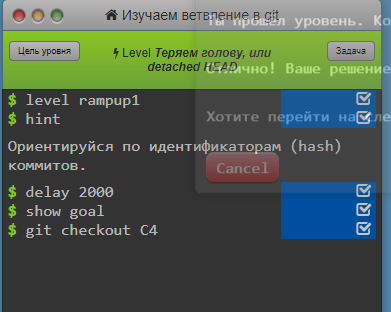 Изучаем ветвление в git
Цель уровня
Level Теряем голову, или
detached HEAD
Задача
Ты прошел уровень. Ко
Отлично! Ваше решение
Хотите перейти на сле
Cancel
$ level rampup1
$ hint
Ориентируйся по идентификаторам (hash)
коммитов.
$ delay 2000
$ show goal
$ git checkout C4